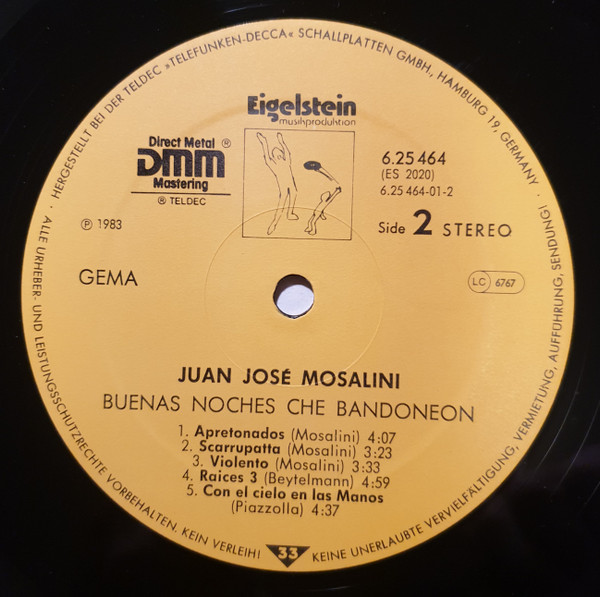 · HERGESTELLT BEI DER TELDEC »TELEFUNKEN-DECCA« SCHALLPLATTEN GMBH., HAMBURG 19, GERMANY ·
Eigelstein
musikproduktion
Direct Metal ®
DMM
Mastering
® TELDEC
6.25 464
(ES 2020)
6.25 464-01-2
Side 2 STEREO
℗ 1983
GEMA
LC 6767
JUAN JOSÉ MOSALINI
BUENAS NOCHES CHE BANDONEON
1. Apretonados (Mosalini) 4:07
2. Scarrupatta (Mosalini) 3:23
3. Violento (Mosalini) 3:33
4. Raices 3 (Beytelmann) 4:59
5. Con el cielo en las Manos
(Piazzolla) 4:37
· ALLE URHEBER- UND LEISTUNGSSCHUTZRECHTE VORBEHALTEN. KEIN VERLEIH! KEINE UNERLAUBTE VERVIELFÄLTIGUNG, VERMIETUNG, AUFFÜHRUNG, SENDUNG!
33